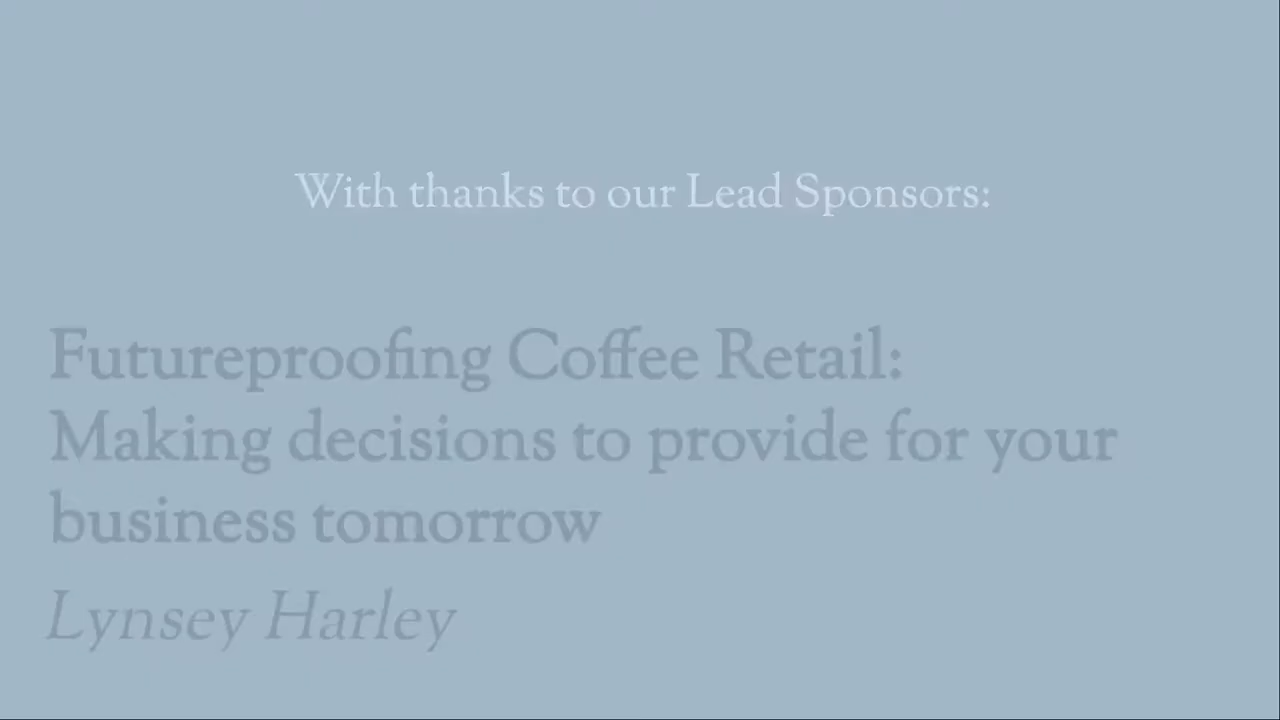 With thanks to our Lead Sponsors:
Futureproofing Coffee Retail:
Making decisions to provide for your
business tomorrow
Lynsey Harley